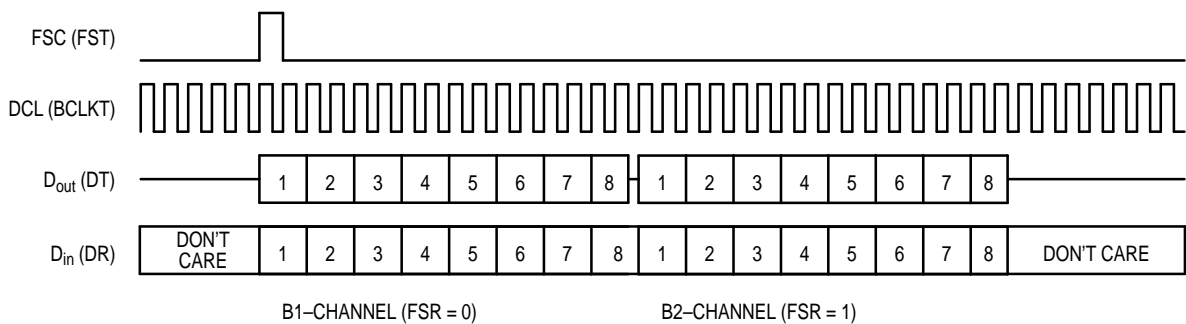 FSC (FST)
DCL (BCLKT)
Dout (DT) 1 2 3 4 5 6 7 8 1 2 3 4 5 6 7 8
Din (DR) DON'T CARE 1 2 3 4 5 6 7 8 1 2 3 4 5 6 7 8 DON'T CARE
B1–CHANNEL (FSR = 0) B2–CHANNEL (FSR = 1)